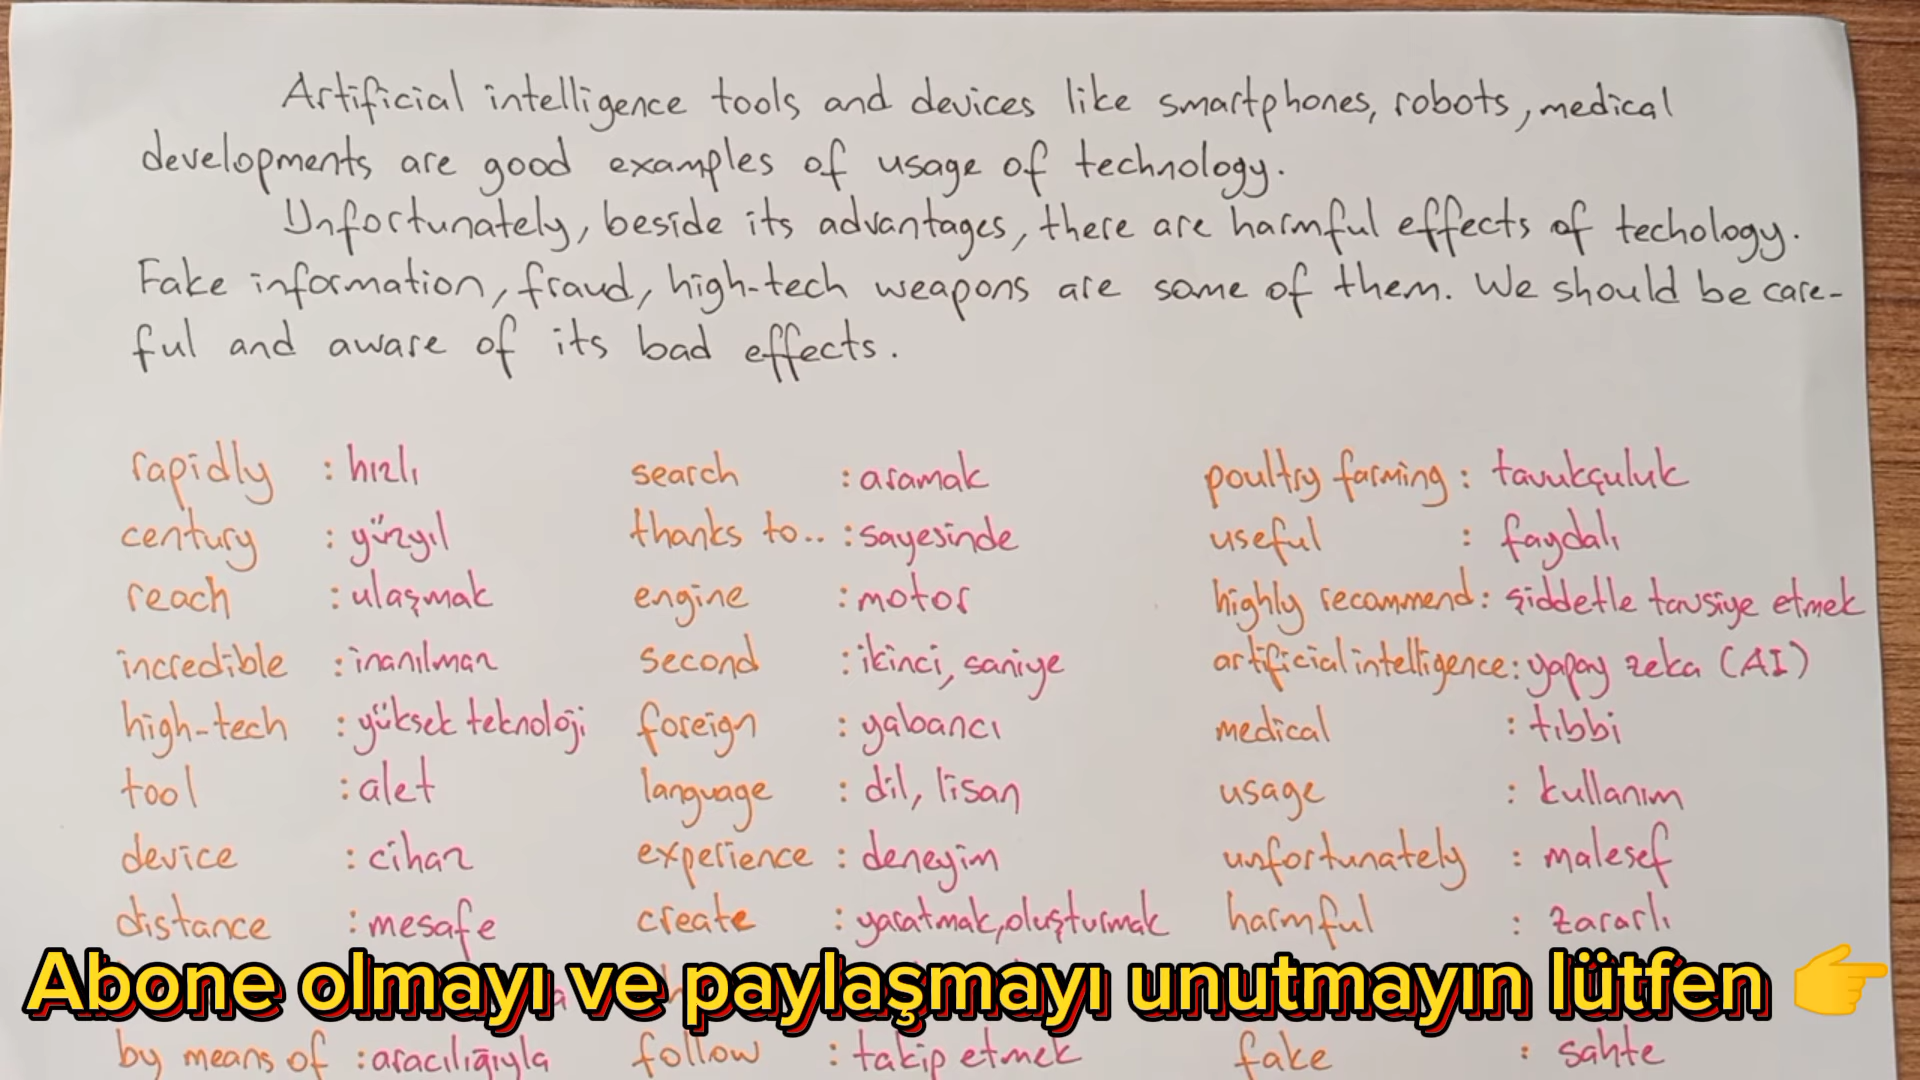 Artificial intelligence tools and devices like smartphones, robots, medical
developments are good examples of usage of technology.
Unfortunately, beside its advantages, there are harmful effects of techology.
Fake information, fraud, high-tech weapons are some of them. We should be care-
ful and aware of its bad effects.
rapidly : hızlı
century : yüzyıl
reach : ulaşmak
incredible : inanılmaz
high-tech : yüksek teknoloji
tool : alet
device : cihaz
distance : mesafe
by means of : aracılığıyla
search : aramak
thanks to.. : sayesinde
engine : motor
second : ikinci, saniye
foreign : yabancı
language : dil, lisan
experience : deneyim
create : yaratmak, oluşturmak
follow : takip etmek
poultry farming : tavukçuluk
useful : faydalı
highly recommend : şiddetle tavsiye etmek
artificial intelligence : yapay zeka (AI)
medical : tıbbi
usage : kullanım
unfortunately : malesef
harmful : zararlı
fake : sahte
Abone olmayı ve paylaşmayı unutmayın lütfen